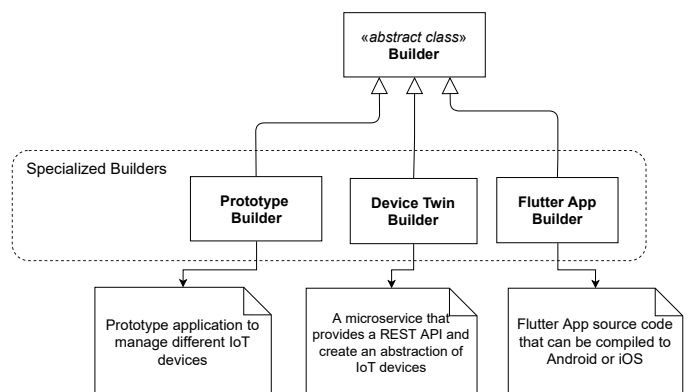 «abstract class»
Builder
Specialized Builders
Prototype
Builder
Device Twin
Builder
Flutter App
Builder
Prototype application to
manage different IoT
devices
A microservice that
provides a REST API and
create an abstraction of
IoT devices
Flutter App source code
that can be compiled to
Android or iOS